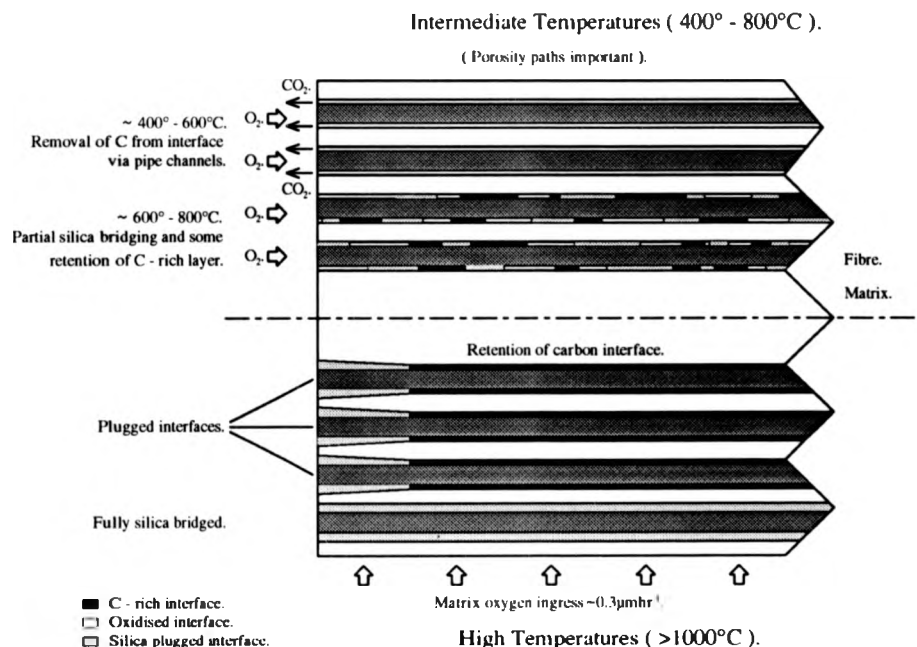 Intermediate Temperatures ( 400° - 800°C ).
( Porosity paths important ).
CO₂.
O₂.
~ 400° - 600°C.
Removal of C from interface
via pipe channels.
O₂.
CO₂.
O₂.
~ 600° - 800°C.
Partial silica bridging and some
retention of C - rich layer.
O₂.
Fibre.
Matrix.
Retention of carbon interface.
Plugged interfaces.
Fully silica bridged.
Matrix oxygen ingress ~0.3µmhr
C - rich interface.
Oxidised interface.
Silica plugged interface.
High Temperatures ( >1000°C ).